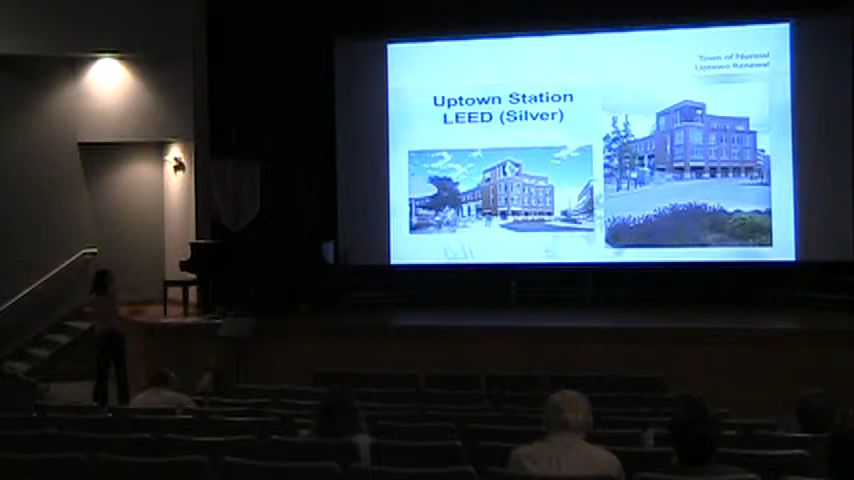 Town of Normal
Uptown Renewal
Uptown Station
LEED (Silver)